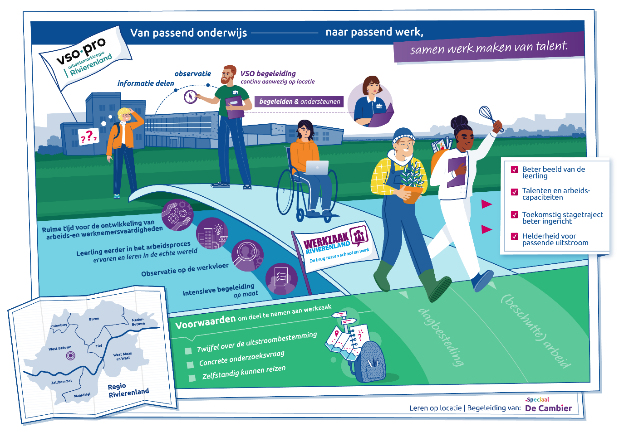 Van passend onderwijs
naar passend werk,
samen werk maken van talent.
vso·pro
Rivierenland
observatie
informatie delen
VSO begeleiding
continu aanwezig op locatie
begeleiden & ondersteunen
???
Beter beeld van de
leerling
Talenten en arbeids-
capaciteiten
Toekomstig stagetraject
beter ingericht
Helderheid voor
passende uitstroom
Ruime tijd voor de ontwikkeling van
arbeids-en werknemersvaardigheden
Leerling eerder in het arbeidsproces
ervaren en leren in de echte wereld
Observatie op de werkvloer
Intensieve begeleiding
op maat
WERKZAAK
RIVIERENLAND
Voorwaarden om deel te nemen aan werkzaak
Twijfel over de uitstroombestemming
Concrete onderzoeksvraag
Zelfstandig kunnen reizen
dagbesteding
(beschutte) arbeid
Buren
Tiel
Regio
Rivierenland
Speciaal
Leren op locatie | Begeleiding van: De Cambier